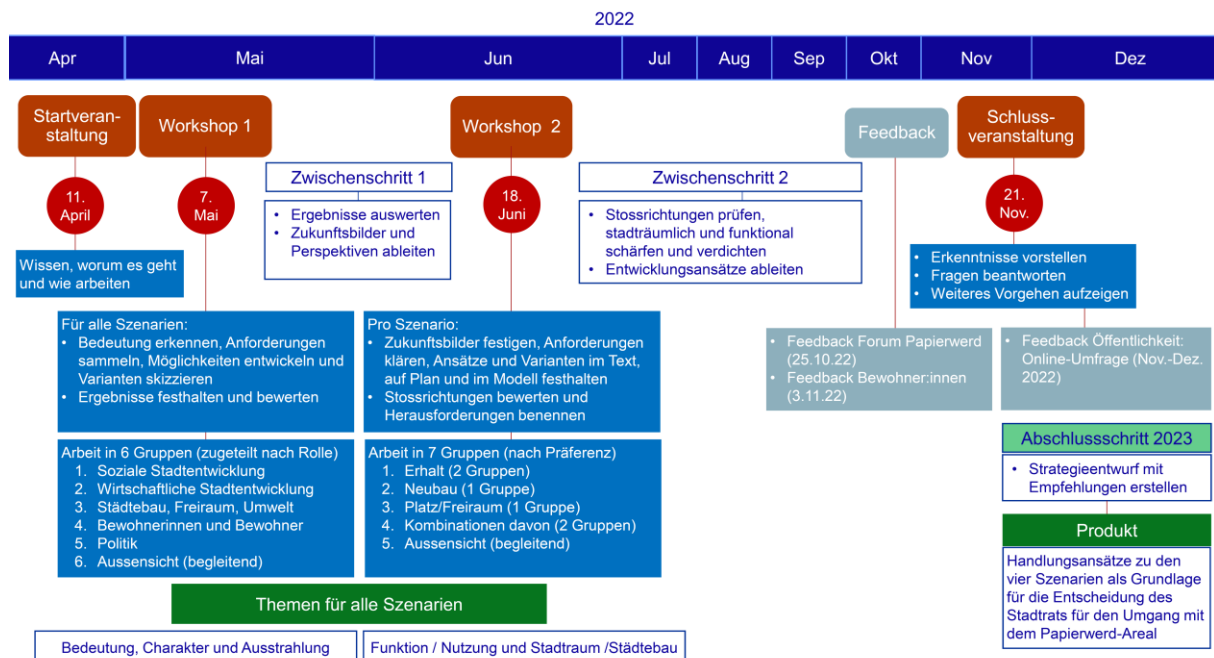 2022
Apr
Mai
Jun
Jul
Aug
Sep
Okt
Nov
Dez
Startveran-
staltung
11.
April
Wissen, worum es geht
und wie arbeiten
Workshop 1
7.
Mai
Für alle Szenarien:
• Bedeutung erkennen, Anforderungen
sammeln, Möglichkeiten entwickeln und
Varianten skizzieren
• Ergebnisse festhalten und bewerten
Arbeit in 6 Gruppen (zugeteilt nach Rolle)
1. Soziale Stadtentwicklung
2. Wirtschaftliche Stadtentwicklung
3. Städtebau, Freiraum, Umwelt
4. Bewohnerinnen und Bewohner
5. Politik
6. Aussensicht (begleitend)
Zwischenschritt 1
• Ergebnisse auswerten
• Zukunftsbilder und
Perspektiven ableiten
Workshop 2
18.
Juni
Pro Szenario:
• Zukunftsbilder festigen, Anforderungen
klären, Ansätze und Varianten im Text,
auf Plan und im Modell festhalten
• Stossrichtungen bewerten und
Herausforderungen benennen
Arbeit in 7 Gruppen (nach Präferenz)
1. Erhalt (2 Gruppen)
2. Neubau (1 Gruppe)
3. Platz/Freiraum (1 Gruppe)
4. Kombinationen davon (2 Gruppen)
5. Aussensicht (begleitend)
Themen für alle Szenarien
Bedeutung, Charakter und Ausstrahlung
Funktion / Nutzung und Stadtraum /Städtebau
Zwischenschritt 2
• Stossrichtungen prüfen,
stadträumlich und funktional
schärfen und verdichten
• Entwicklungsansätze ableiten
Feedback
• Feedback Forum Papierwerd
(25.10.22)
• Feedback Bewohner:innen
(3.11.22)
Schluss-
veranstaltung
21.
Nov.
• Erkenntnisse vorstellen
• Fragen beantworten
• Weiteres Vorgehen aufzeigen
• Feedback Öffentlichkeit:
Online-Umfrage (Nov.-Dez.
2022)
Abschlussschritt 2023
• Strategieentwurf mit
Empfehlungen erstellen
Produkt
Handlungsansätze zu den
vier Szenarien als Grundlage
für die Entscheidung des
Stadtrats für den Umgang mit
dem Papierwerd-Areal